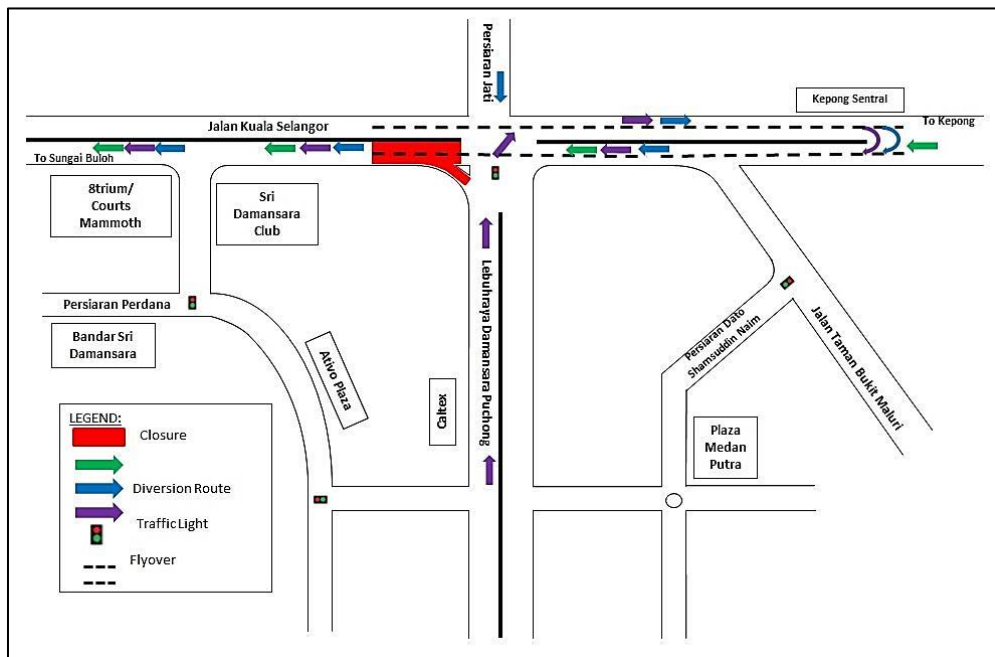 Persiaran Jati
Kepong Sentral
Jalan Kuala Selangor
To Kepong
To Sungai Buloh
8trium/
Courts
Mammoth
Sri
Damansara
Club
Persiaran Perdana
Bandar Sri
Damansara
Ativo Plaza
Caltex
Lebuhraya Damansara Puchong
Persiaran Dato
Shamsuddin Naim
Jalan Taman Bukit Maluri
Plaza
Medan
Putra
LEGEND:
Closure
Diversion Route
Traffic Light
Flyover